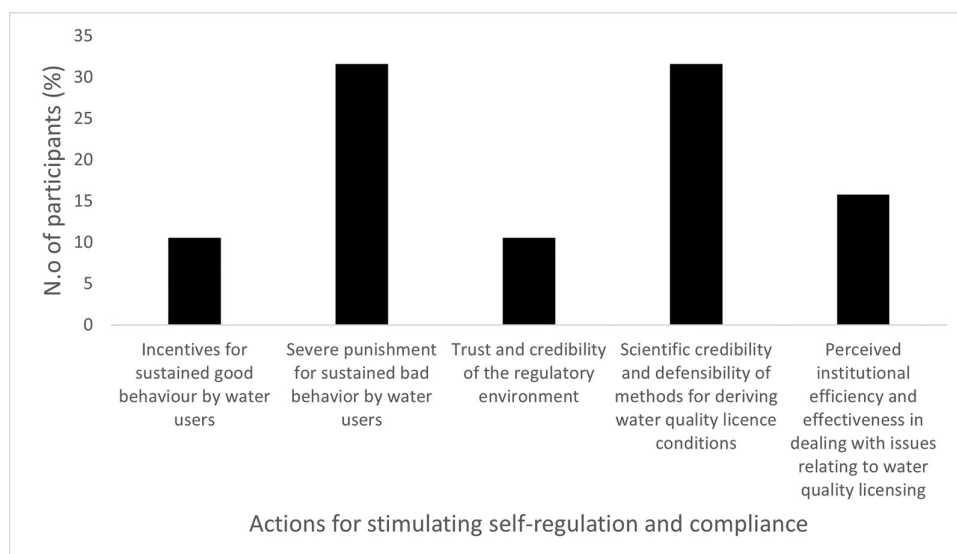 35
30
25
20
15
10
5
0
N.o of participants (%)
Incentives for
sustained good
behaviour by water
users
Severe punishment
for sustained bad
behavior by water
users
Trust and credibility
of the regulatory
environment
Scientific credibility
and defensibility of
methods for deriving
water quality licence
conditions
Perceived
institutional
efficiency and
effectiveness in
dealing with issues
relating to water
quality licensing
Actions for stimulating self-regulation and compliance